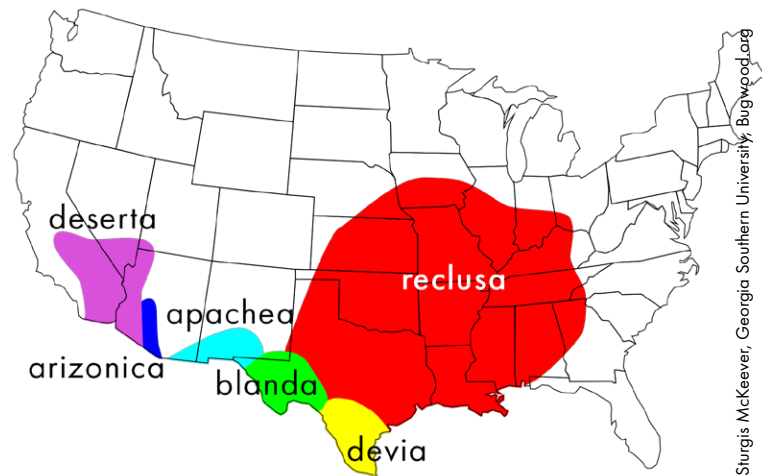 deserta
reclusa
apachea
arizonica
blanda
devia
Sturgis McKeever, Georgia Southern University, Bugwood.org